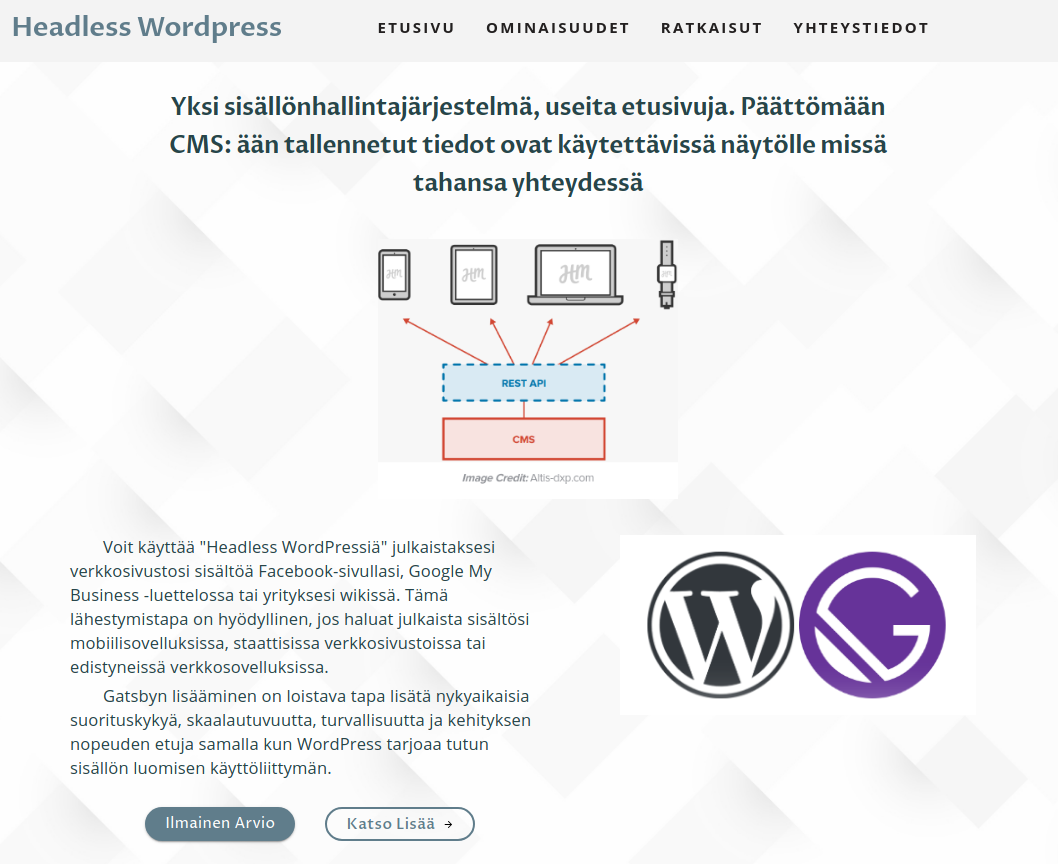 Headless Wordpress
ETUSIVU OMINAISUUDET RATKAISUT YHTEYSTIEDOT
Yksi sisällönhallintajärjestelmä, useita etusivuja. Päättömään
CMS: ään tallennetut tiedot ovat käytettävissä näytölle missä
tahansa yhteydessä
HM HM HM HM
REST API
CMS
Image Credit: Altis-dxp.com
Voit käyttää "Headless WordPressiä" julkaistaksesi
verkkosivustosi sisältöä Facebook-sivullasi, Google My
Business -luettelossa tai yrityksesi wikissä. Tämä
lähestymistapa on hyödyllinen, jos haluat julkaista sisältösi
mobiilisovelluksissa, staattisissa verkkosivustoissa tai
edistyneissä verkkosovelluksissa.
Gatsbyn lisääminen on loistava tapa lisätä nykyaikaisia
suorituskykyä, skaalautuvuutta, turvallisuutta ja kehityksen
nopeuden etuja samalla kun WordPress tarjoaa tutun
sisällön luomisen käyttöliittymän.
Ilmainen Arvio Katso Lisää →